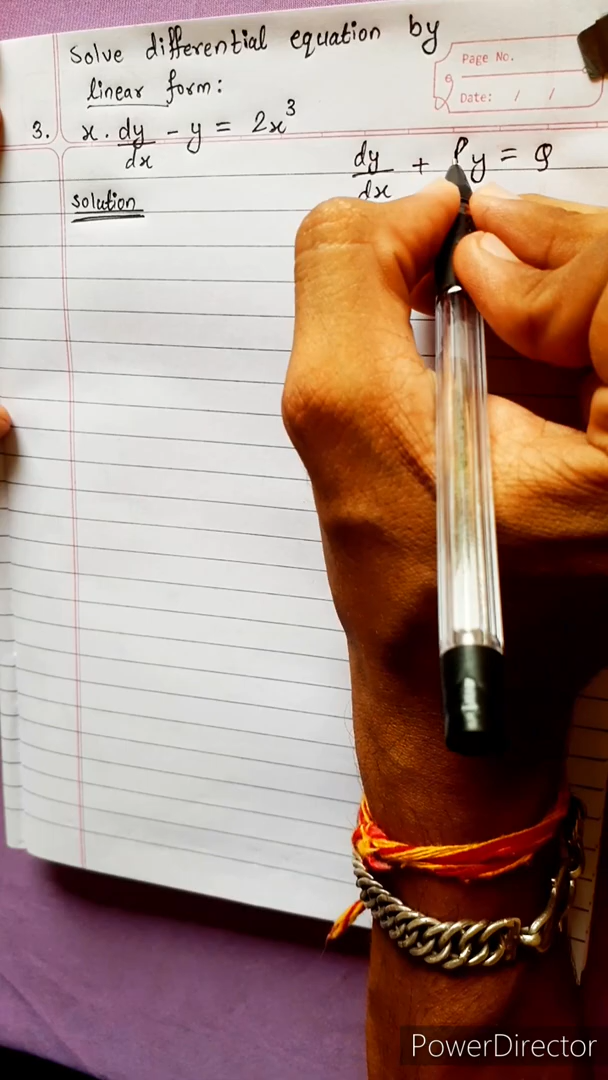 Solve differential equation by
linear form:
Page No.
Date: / /
3. x. dy/dx - y = 2x³
dy/dx + Py = Q
Solution
PowerDirector